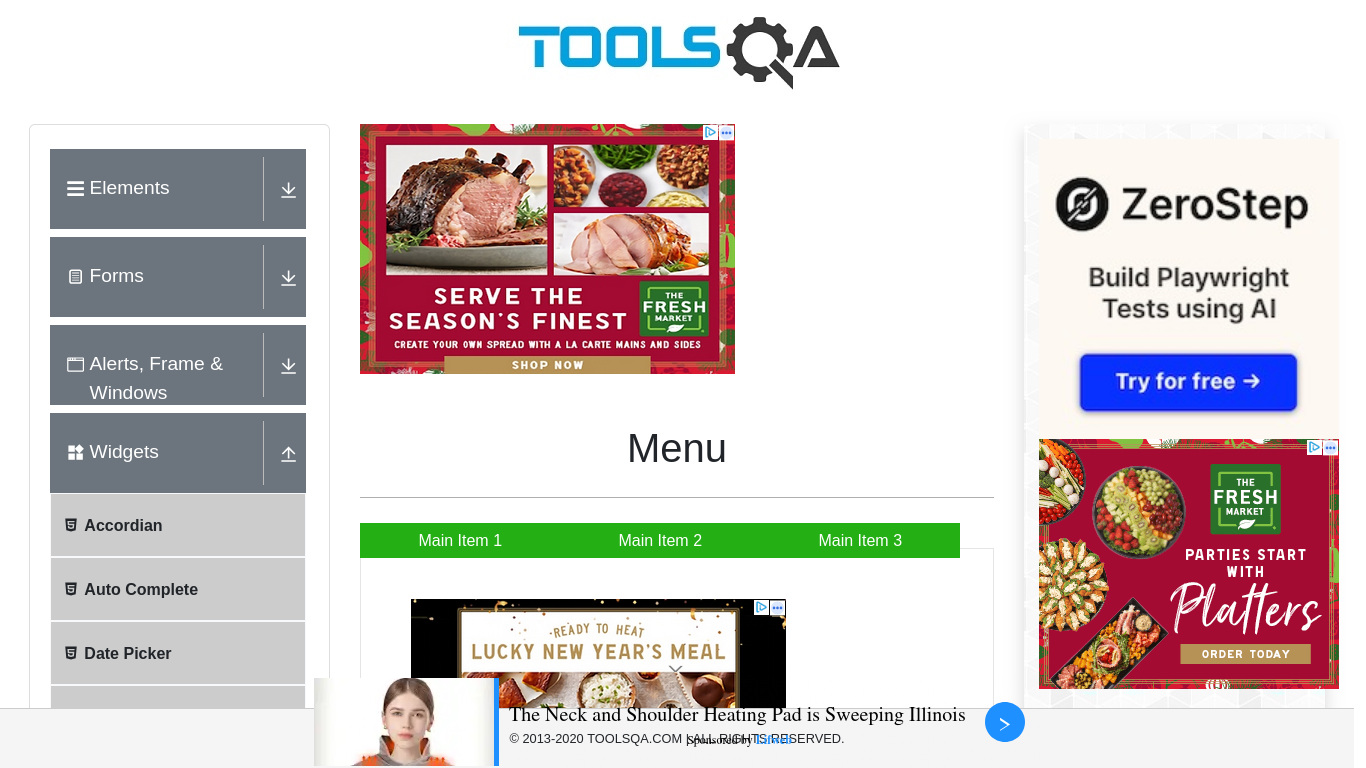 TOOLSQA
Elements
Forms
Alerts, Frame &
Windows
Widgets
Accordian
Auto Complete
Date Picker
SERVE THE
SEASON'S FINEST
THE
FRESH
MARKET
CREATE YOUR OWN SPREAD WITH A LA CARTE MAINS AND SIDES
SHOP NOW
Menu
Main Item 1
Main Item 2
Main Item 3
READY TO HEAT
LUCKY NEW YEAR'S MEAL
ZeroStep
Build Playwright
Tests using AI
Try for free →
THE
FRESH
MARKET
PARTIES START
WITH
Platters
ORDER TODAY
The Neck and Shoulder Heating Pad is Sweeping Illinois
© 2013-2020 TOOLSQA.COM | ALL RIGHTS RESERVED.
Sponsored by